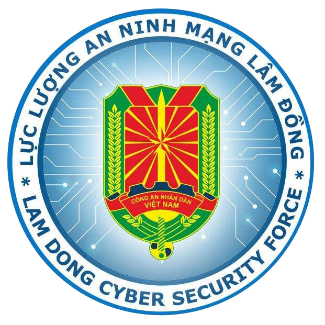 * LỰC LƯỢNG AN NINH MẠNG LÂM ĐỒNG *
CÔNG AN NHÂN DÂN
VIỆT NAM
LAM DONG CYBER SECURITY FORCE